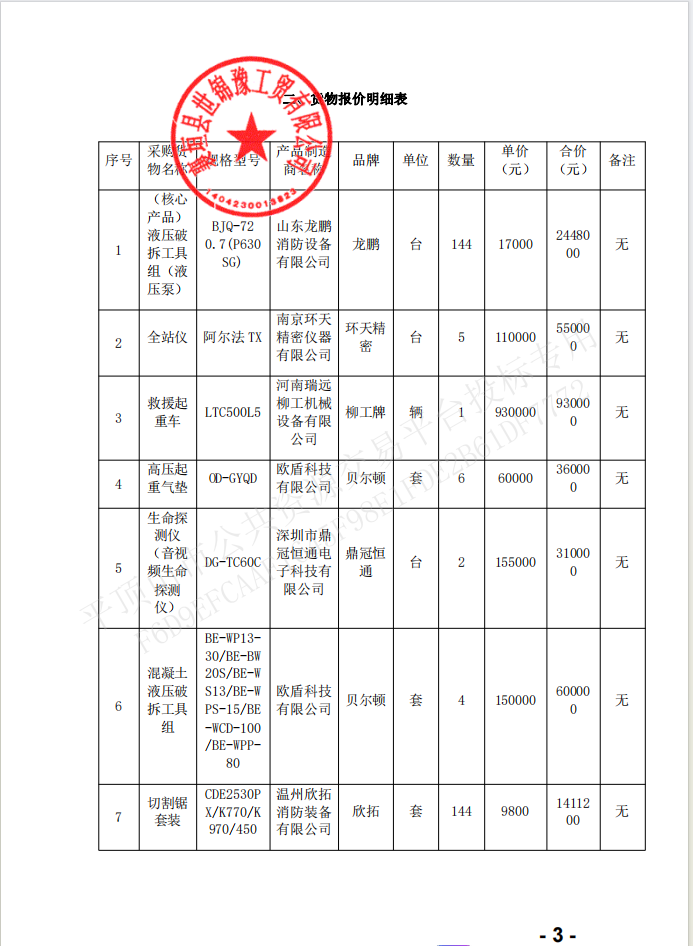 二、货物报价明细表
襄垣县世锦豫工贸有限公司
1404230013823
序号 采购货物名称 规格型号 产品制造商名称 品牌 单位 数量 单价（元） 合价（元） 备注
1 （核心产品）液压破拆工具组（液压泵） BJQ-720.7(P630SG) 山东龙鹏消防设备有限公司 龙鹏 台 144 17000 2448000 无
2 全站仪 阿尔法TX 南京环天精密仪器有限公司 环天精密 台 5 110000 550000 无
3 救援起重车 LTC500L5 河南瑞远柳工机械设备有限公司 柳工牌 辆 1 930000 930000 无
4 高压起重气垫 OD-GYQD 欧盾科技有限公司 贝尔顿 套 6 60000 360000 无
5 生命探测仪（音视频生命探测仪） DG-TC60C 深圳市鼎冠恒通电子科技有限公司 鼎冠恒通 台 2 155000 310000 无
6 混凝土液压破拆工具组 BE-WP13-30/BE-BW20S/BE-WS13/BE-WPS-15/BE-WCD-100/BE-WPP-80 欧盾科技有限公司 贝尔顿 套 4 150000 600000 无
7 切割锯套装 CDE2530PX/K770/K970/450 温州欣拓消防装备有限公司 欣拓 套 144 9800 1411200 无
- 3 -